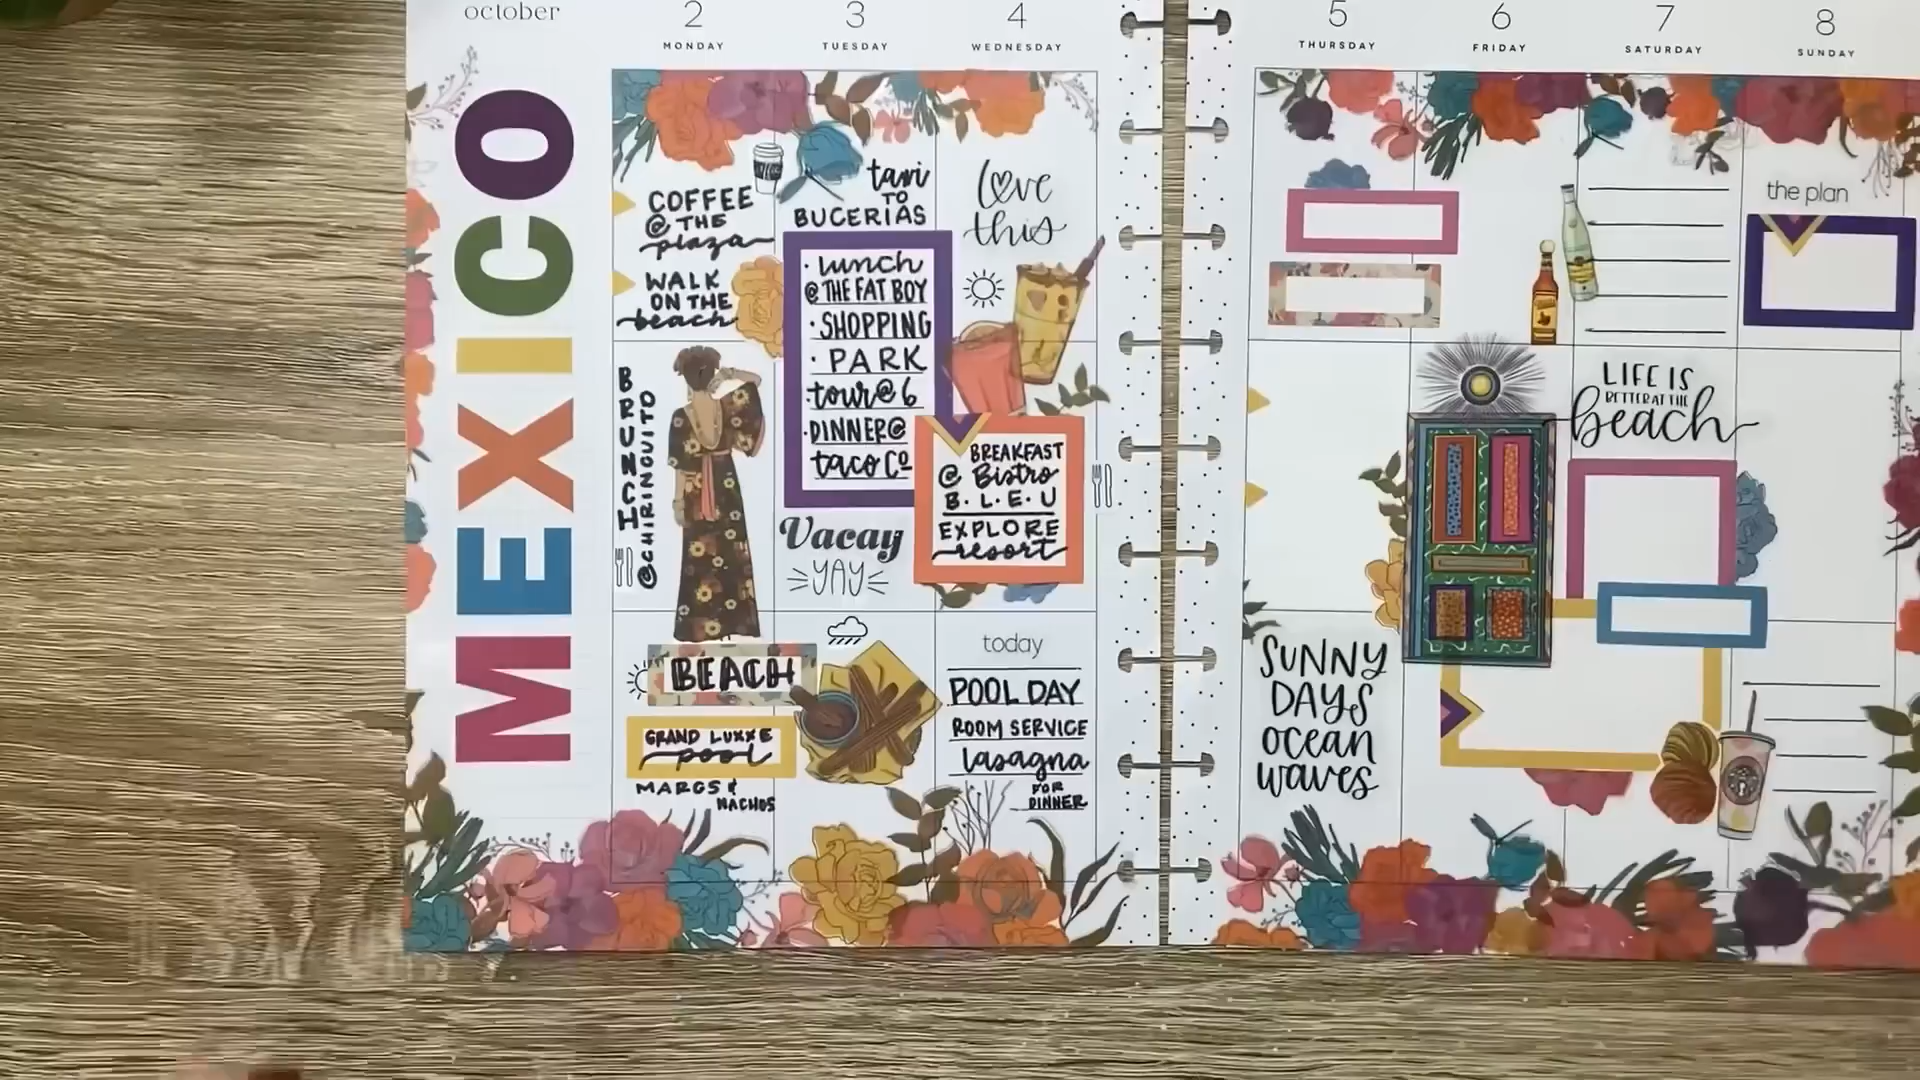 october
2
MONDAY
3
TUESDAY
4
WEDNESDAY
5
THURSDAY
6
FRIDAY
7
SATURDAY
8
SUNDAY
MEXICO
COFFEE
@ THE
plaza
WALK
ON THE
beach
BRUNCH
@CHIRINGUITO
BEACH
GRAND LUXXE
pool
MARGS &
NACHOS
taxi
TO
BUCERIAS
· lunch
@ THE FAT BOY
· SHOPPING
· PARK
tour@6
· DINNER@
taco Co
Vacay
YAY
love
this
BREAKFAST
@ Bistro
B.L.E.U
EXPLORE
resort
today
POOL DAY
ROOM SERVICE
lasagna
FOR
DINNER
SUNNY
DAYS
ocean
waves
LIFE IS
BETTER AT THE
beach
the plan